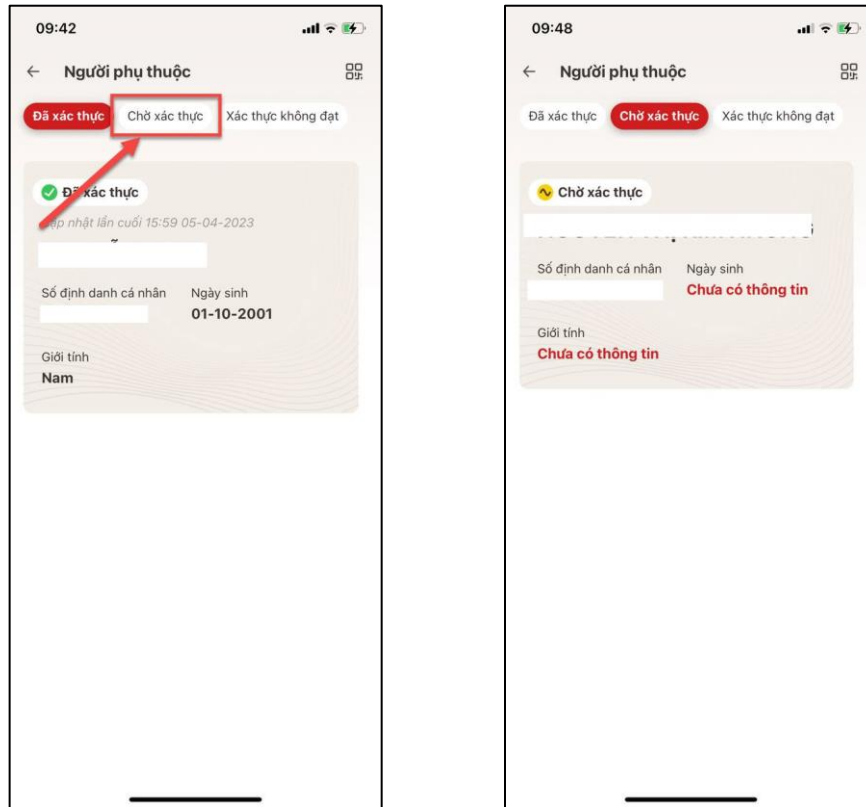 09:42
Người phụ thuộc
Đã xác thực Chờ xác thực Xác thực không đạt
Đã xác thực
nhật lần cuối 15:59 05-04-2023
Số định danh cá nhân Ngày sinh
01-10-2001
Giới tính
Nam
09:48
Người phụ thuộc
Đã xác thực Chờ xác thực Xác thực không đạt
Chờ xác thực
Số định danh cá nhân Ngày sinh
Chưa có thông tin
Giới tính
Chưa có thông tin